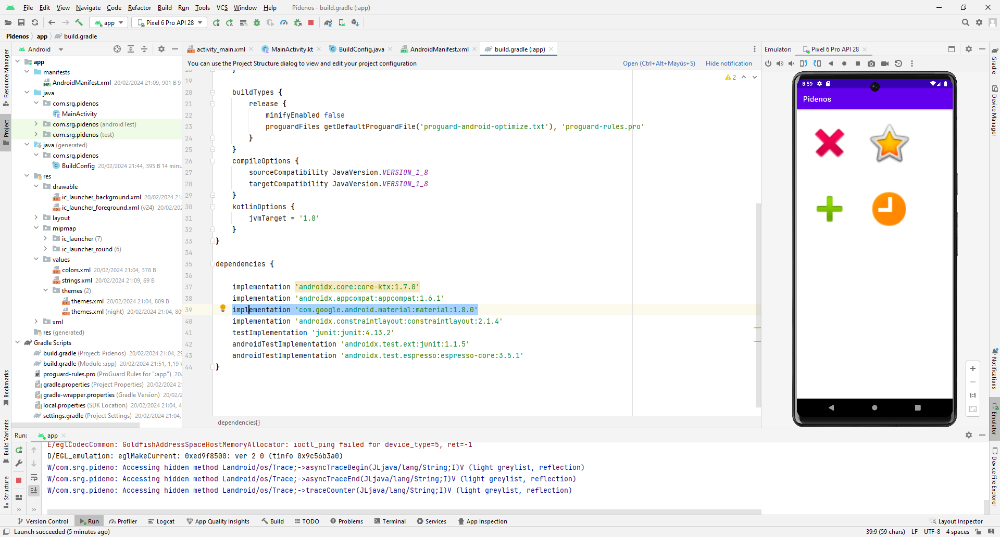 File Edit View Navigate Code Refactor Build Run Tools VCS Window Help Pidenos - build.gradle (:app)
app Pixel 6 Pro API 28
Pidenos app build.gradle
Android
activity_main.xml MainActivity.kt BuildConfig.java AndroidManifest.xml build.gradle (:app)
Emulator: Pixel 6 Pro API 28
You can use the Project Structure dialog to view and edit your project configuration Open (Ctrl+Alt+Mayús+S) Hide notification
Resource Manager
Project
Bookmarks
Build Variants
Structure
app
manifests
AndroidManifest.xml 20/02/2024 21:09, 901 B 9
java
com.srg.pidenos
MainActivity
com.srg.pidenos (androidTest)
com.srg.pidenos (test)
java (generated)
com.srg.pidenos
BuildConfig 20/02/2024 21:44, 395 B 14 minu
res
drawable
ic_launcher_background.xml 20/02/2024 21:
ic_launcher_foreground.xml (v24) 20/02/202
layout
mipmap
ic_launcher (7)
ic_launcher_round (6)
values
colors.xml 20/02/2024 21:04, 378 B
strings.xml 20/02/2024 21:09, 69 B
themes (2)
themes.xml 20/02/2024 21:04, 809 B
themes.xml (night) 20/02/2024 21:04, 80
xml
res (generated)
Gradle Scripts
build.gradle (Project: Pidenos) 20/02/2024 21:04, 29
build.gradle (Module :app) 20/02/2024 21:51, 1,19 k
proguard-rules.pro (ProGuard Rules for ":app") 20/
gradle.properties (Project Properties) 20/02/2024 2
gradle-wrapper.properties (Gradle Version) 20/02/2
local.properties (SDK Location) 20/02/2024 21:04, 4
settings.gradle (Project Settings) 20/02/2024 21:04,
2
18 }
19
20 buildTypes {
21 release {
22 minifyEnabled false
23 proguardFiles getDefaultProguardFile('proguard-android-optimize.txt'), 'proguard-rules.pro'
24 }
25 }
26 compileOptions {
27 sourceCompatibility JavaVersion.VERSION_1_8
28 targetCompatibility JavaVersion.VERSION_1_8
29 }
30 kotlinOptions {
31 jvmTarget = '1.8'
32 }
33 }
34
35 dependencies {
36
37 implementation 'androidx.core:core-ktx:1.7.0'
38 implementation 'androidx.appcompat:appcompat:1.6.1'
39 implementation 'com.google.android.material:material:1.8.0'
40 implementation 'androidx.constraintlayout:constraintlayout:2.1.4'
41 testImplementation 'junit:junit:4.13.2'
42 androidTestImplementation 'androidx.test.ext:junit:1.1.5'
43 androidTestImplementation 'androidx.test.espresso:espresso-core:3.5.1'
44 }
dependencies{}
8:59
Pidenos
1:1
Gradle
Device Manager
Notifications
Emulator
Device File Explorer
Run: app
E/eglCodecCommon: GoldfishAddressSpaceHostMemoryAllocator: ioctl_ping failed for device_type=5, ret=-1
D/EGL_emulation: eglMakeCurrent: 0xed9f8500: ver 2 0 (tinfo 0x9c56b3a0)
W/com.srg.pideno: Accessing hidden method Landroid/os/Trace;->asyncTraceBegin(JLjava/lang/String;I)V (light greylist, reflection)
W/com.srg.pideno: Accessing hidden method Landroid/os/Trace;->asyncTraceEnd(JLjava/lang/String;I)V (light greylist, reflection)
W/com.srg.pideno: Accessing hidden method Landroid/os/Trace;->traceCounter(JLjava/lang/String;I)V (light greylist, reflection)
Version Control Run Profiler Logcat App Quality Insights Build TODO Problems Terminal Services App Inspection Layout Inspector
Launch succeeded (5 minutes ago) 39:9 (59 chars) LF UTF-8 4 spaces